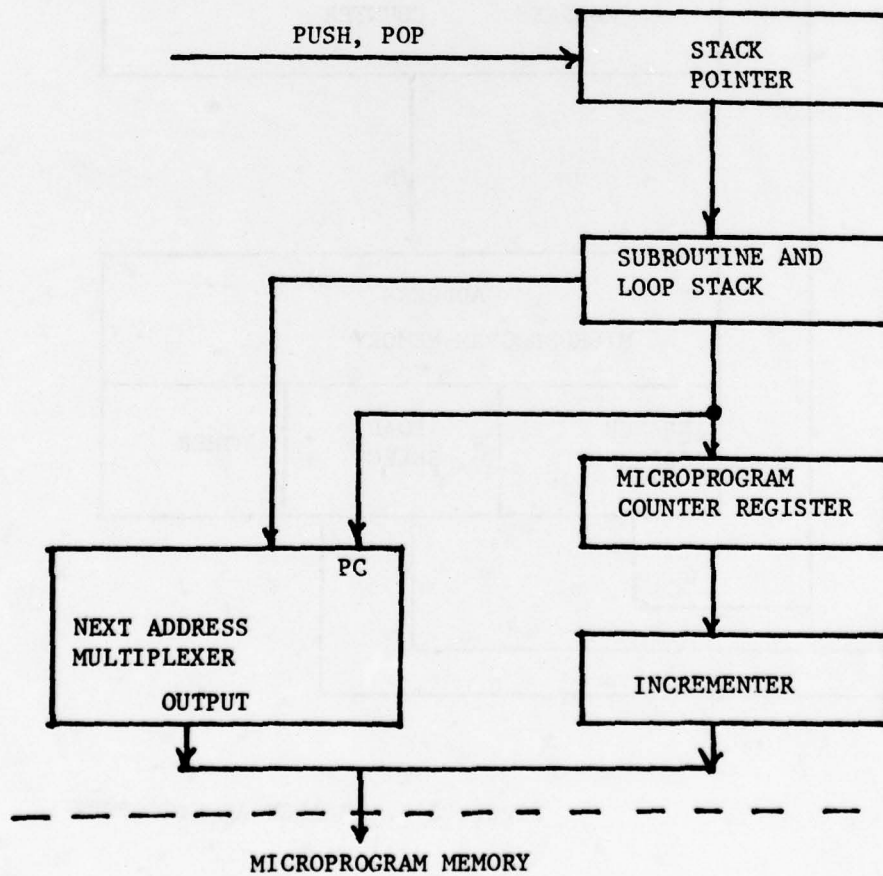 PUSH, POP
STACK
POINTER
SUBROUTINE AND
LOOP STACK
MICROPROGRAM
COUNTER REGISTER
PC
NEXT ADDRESS
MULTIPLEXER
OUTPUT
INCREMENTER
MICROPROGRAM MEMORY